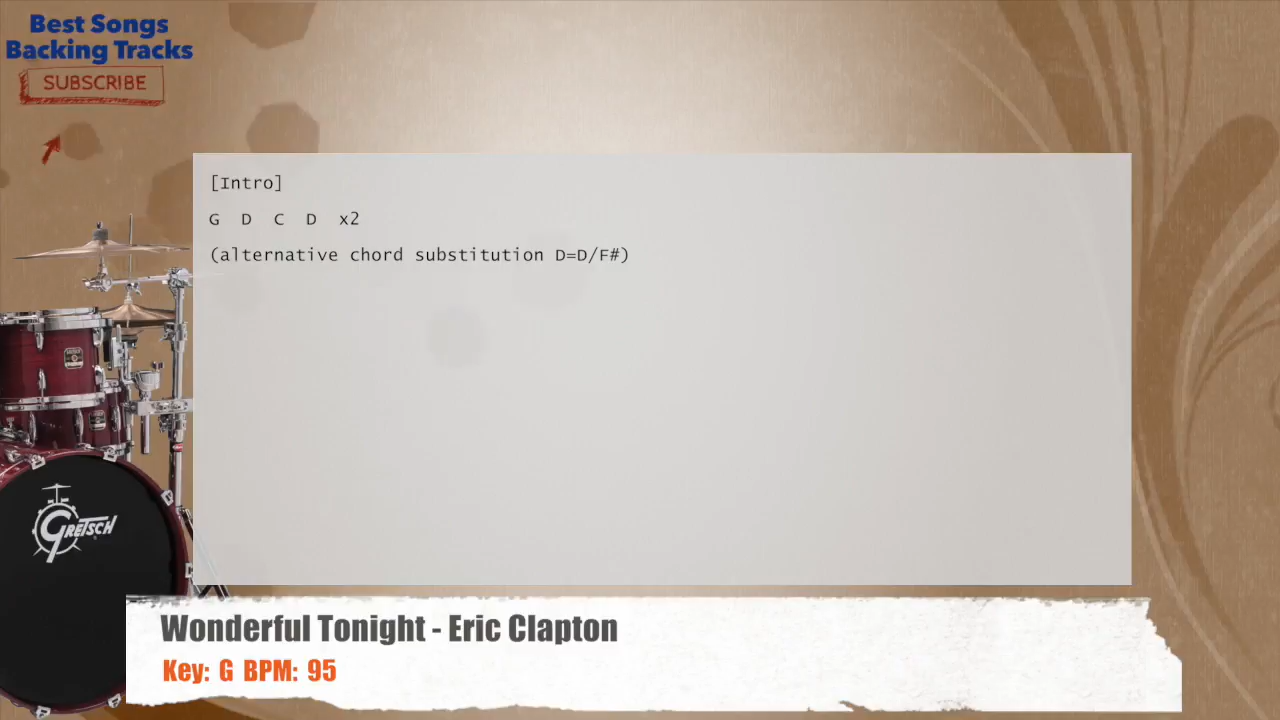 Best Songs
Backing Tracks
SUBSCRIBE
[Intro]
G D C D x2
(alternative chord substitution D=D/F#)
GRETSCH
Wonderful Tonight - Eric Clapton
Key: G BPM: 95